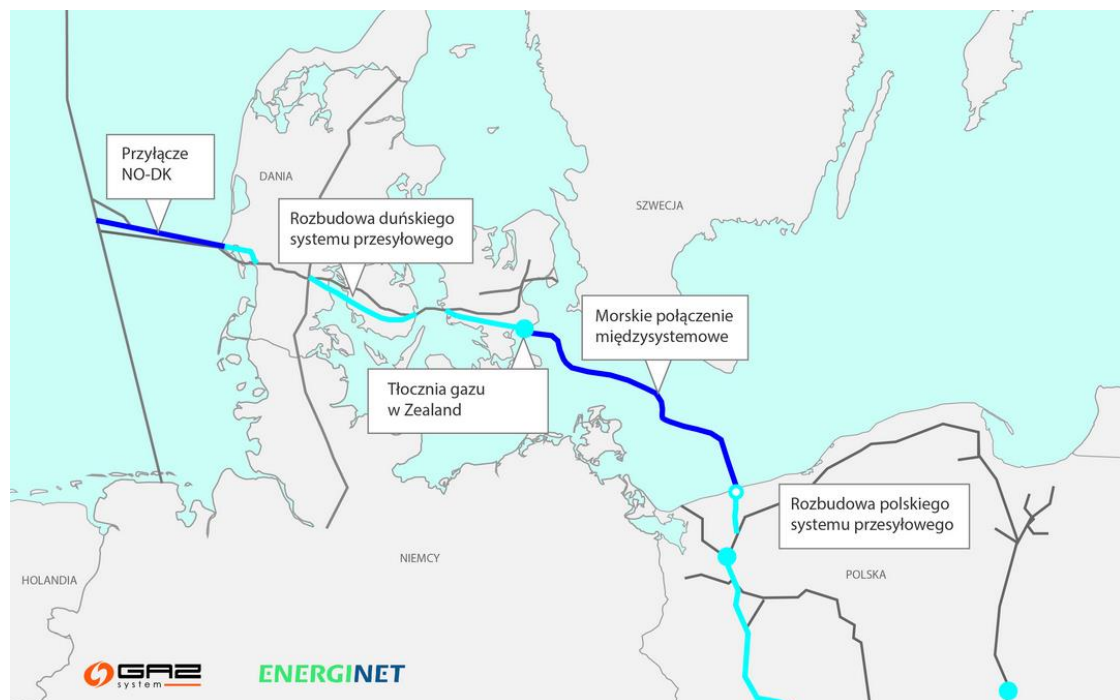 Przyłącze
NO-DK
DANIA
Rozbudowa duńskiego
systemu przesyłowego
SZWECJA
Morskie połączenie
międzysystemowe
Tłocznia gazu
w Zealand
Rozbudowa polskiego
systemu przesyłowego
HOLANDIA
NIEMCY
POLSKA
GAZ
system
ENERGINET